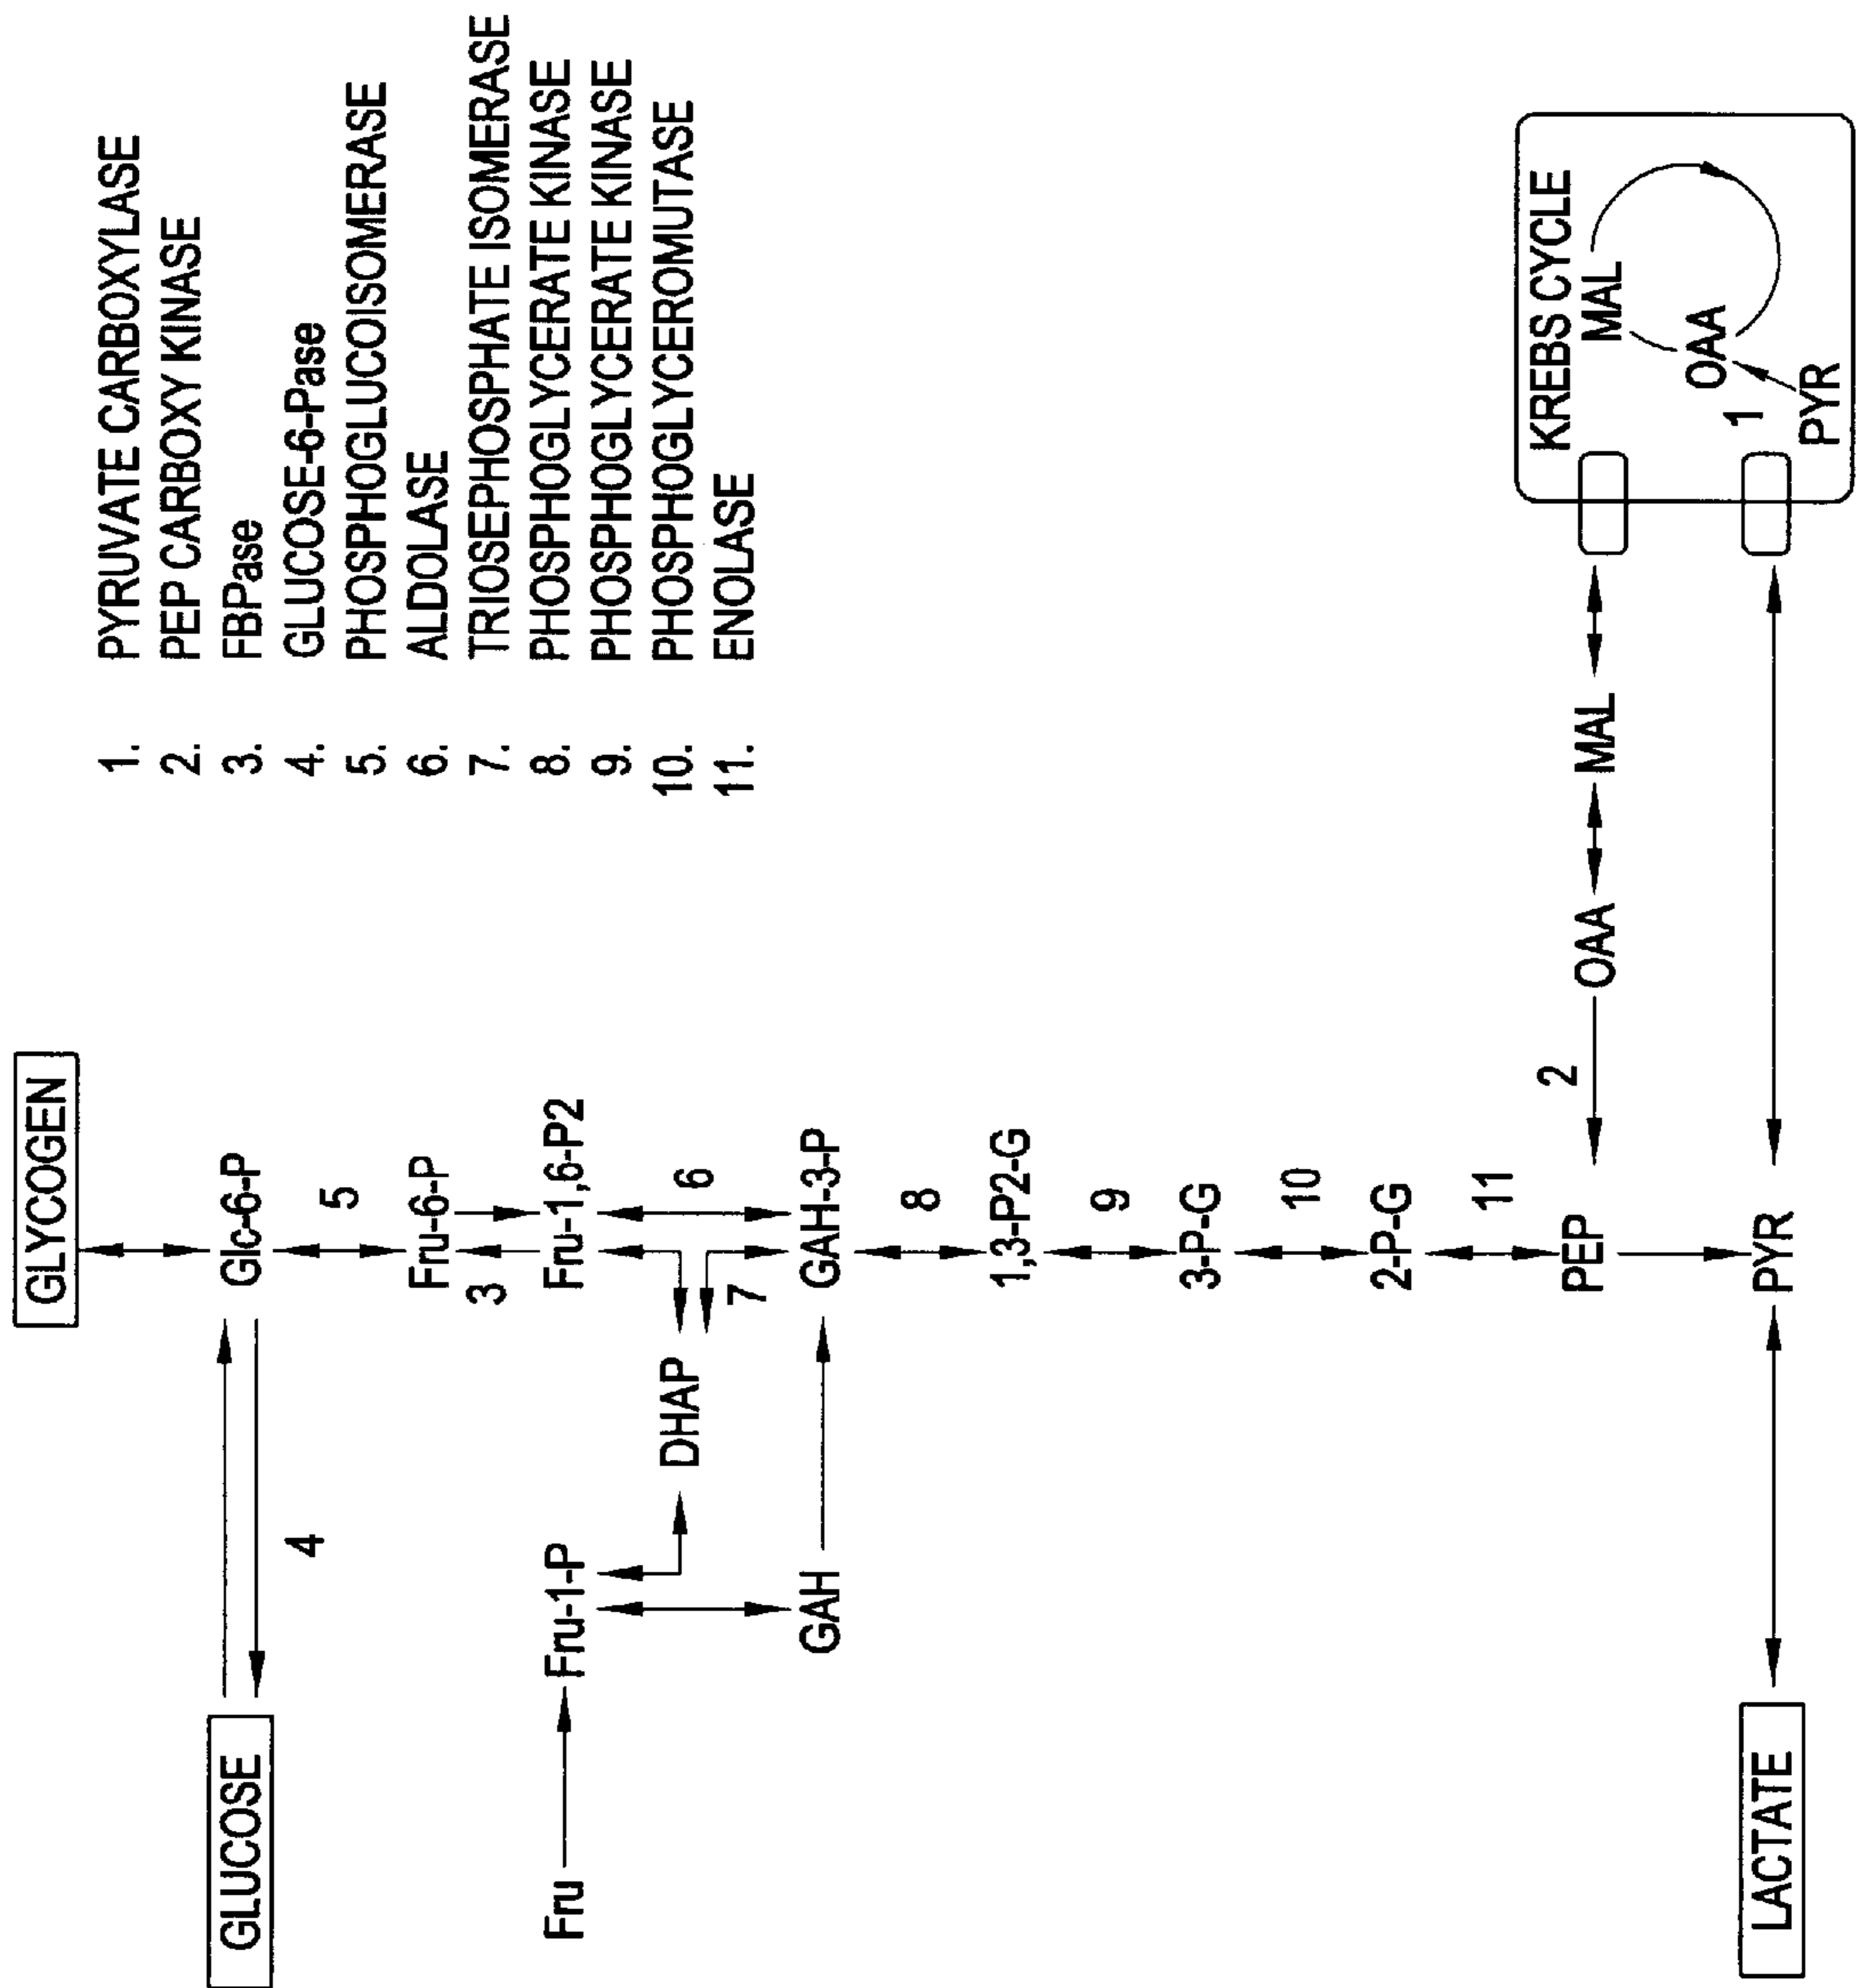 GLYCOGEN
GLUCOSE
Glc-6-P
4
5
Fru-6-P
3
Fru
Fru-1-P
Fru-1,6-P2
DHAP
6
7
GAH
GAH-3-P
8
1,3-P2-G
9
3-P-G
10
2-P-G
11
PEP
2
OAA
MAL
LACTATE
PYR
KREBS CYCLE
MAL
OAA
1
PYR
1. PYRUVATE CARBOXYLASE
2. PEP CARBOXY KINASE
3. FBPase
4. GLUCOSE-6-Pase
5. PHOSPHOGLUCOISOMERASE
6. ALDOLASE
7. TRIOSEPHOSPHATE ISOMERASE
8. PHOSPHOGLYCERATE KINASE
9. PHOSPHOGLYCERATE KINASE
10. PHOSPHOGLYCEROMUTASE
11. ENOLASE